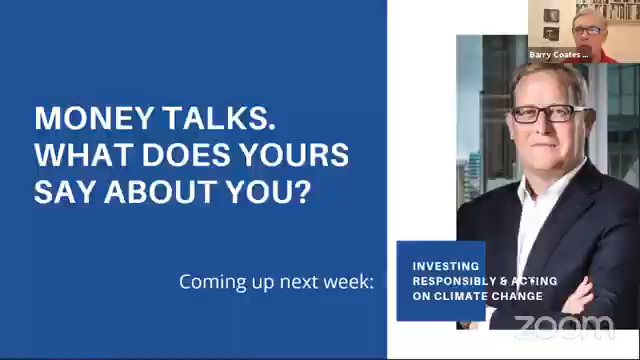 Barry Coates ...
MONEY TALKS.
WHAT DOES YOURS
SAY ABOUT YOU?
Coming up next week:
INVESTING
RESPONSIBLY & ACTING
ON CLIMATE CHANGE
zoom